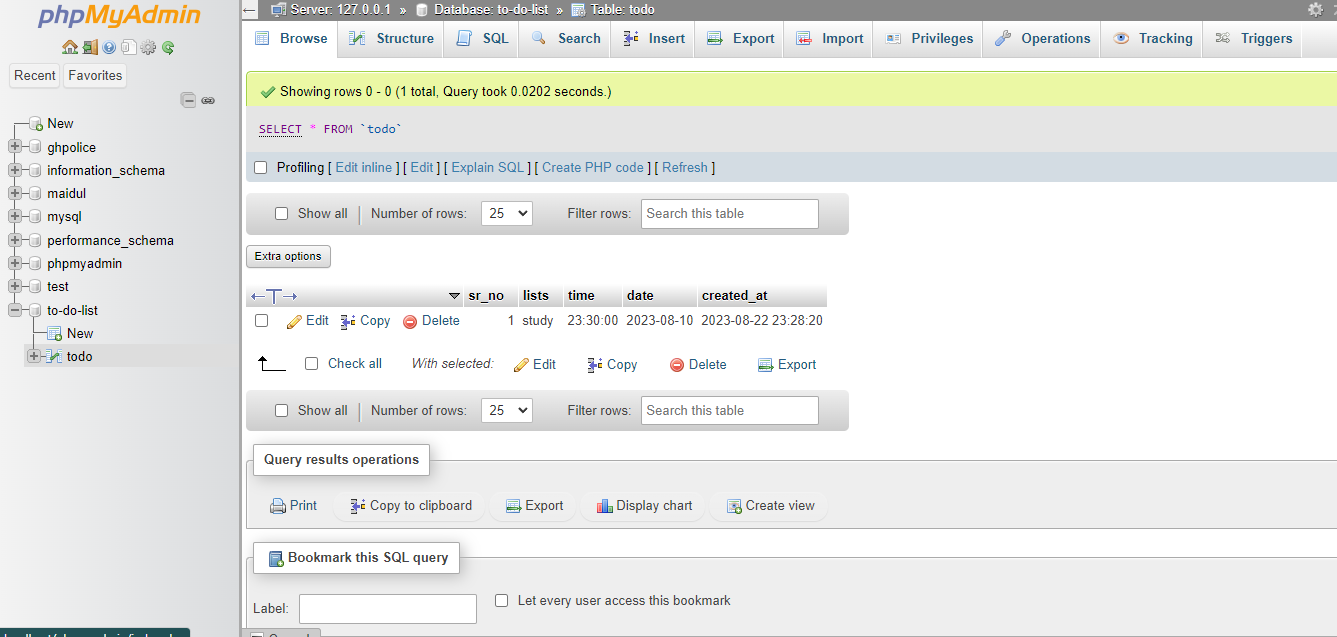 phpMyAdmin
Recent Favorites
New
ghpolice
information_schema
maidul
mysql
performance_schema
phpmyadmin
test
to-do-list
New
todo
Server: 127.0.0.1 » Database: to-do-list » Table: todo
Browse Structure SQL Search Insert Export Import Privileges Operations Tracking Triggers
Showing rows 0 - 0 (1 total, Query took 0.0202 seconds.)
SELECT * FROM `todo`
Profiling [ Edit inline ] [ Edit ] [ Explain SQL ] [ Create PHP code ] [ Refresh ]
Show all | Number of rows: 25 Filter rows: Search this table
Extra options
sr_no lists time date created_at
Edit Copy Delete 1 study 23:30:00 2023-08-10 2023-08-22 23:28:20
Check all With selected: Edit Copy Delete Export
Show all | Number of rows: 25 Filter rows: Search this table
Query results operations
Print Copy to clipboard Export Display chart Create view
Bookmark this SQL query
Label: Let every user access this bookmark